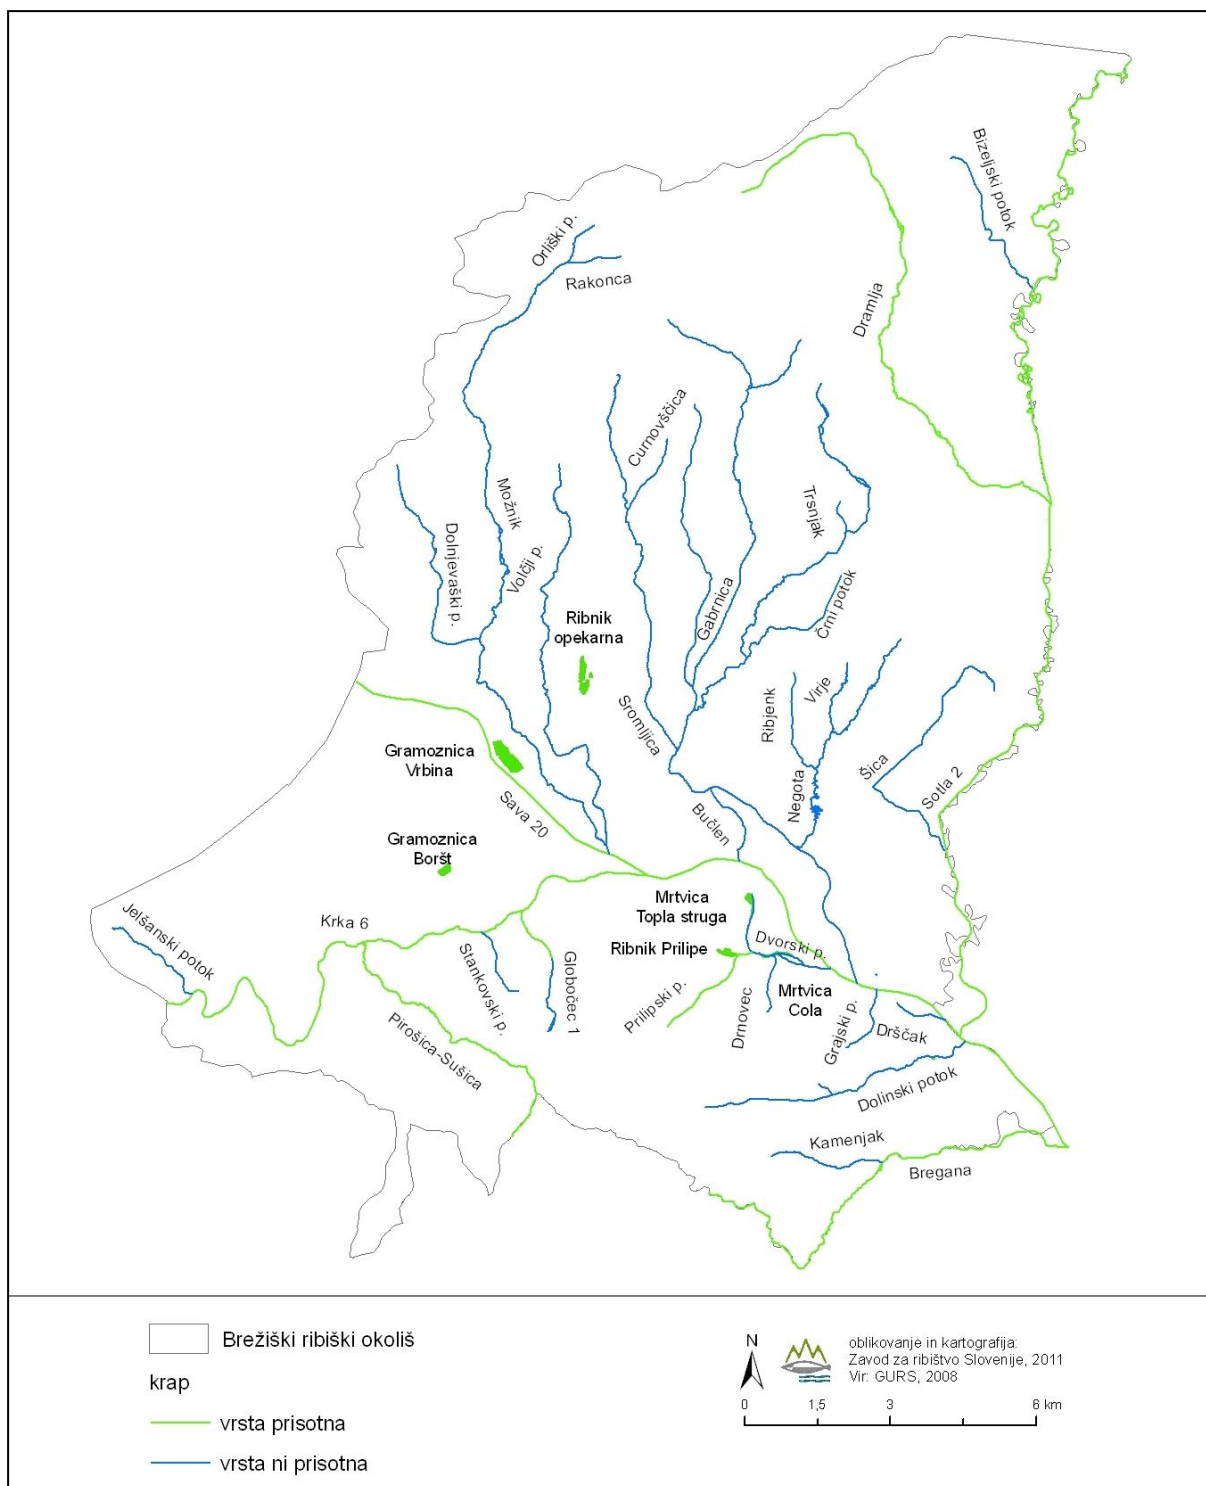 Bizeljski potok
Orliški p.
Rakonca
Dramlja
Curnovščica
Možnik
Trsnjak
Dolnjevaški p.
Volčji p.
Gabrnica
Črni potok
Ribnik
opekarna
Sromljica
Ribjenk
Virje
Gramoznica
Vrbina
Šica
Sotla 2
Negota
Sava 20
Bučlen
Gramoznica
Boršt
Mrtvica
Topla struga
Jelšanski potok
Krka 6
Ribnik Prilipe
Dvorski p.
Stankovski p.
Globočec 1
Prilipski p.
Drnovec
Mrtvica
Cola
Grajski p.
Drščak
Pirošica-Sušica
Dolinski potok
Kamenjak
Bregana
Brežiški ribiški okoliš
krap
vrsta prisotna
vrsta ni prisotna
N
oblikovanje in kartografija:
Zavod za ribištvo Slovenije, 2011
Vir: GURS, 2008
0 1,5 3 6 km